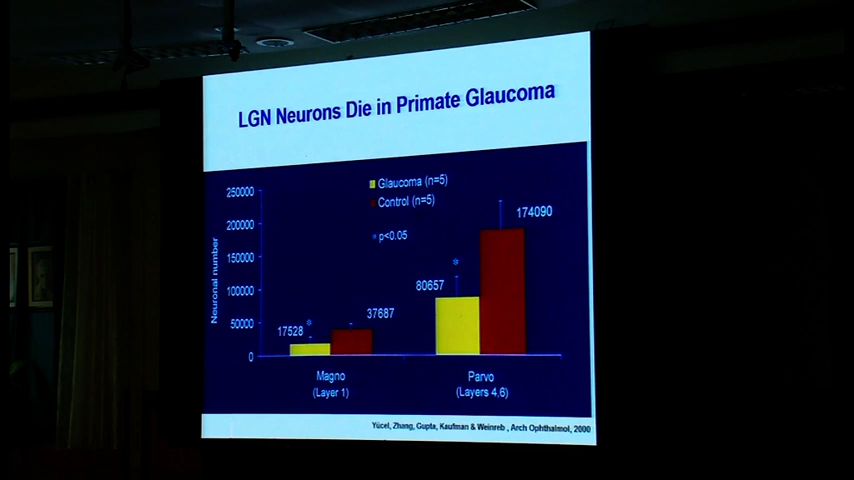 LGN Neurons Die in Primate Glaucoma
Glaucoma (n=5)
Control (n=5)
* p<0.05
Neuronal number
250000
200000
150000
100000
50000
0
17528
*
37687
80657
*
174090
Magno
(Layer 1)
Parvo
(Layers 4,6)
Yücel, Zhang, Gupta, Kaufman & Weinreb , Arch Ophthalmol, 2000